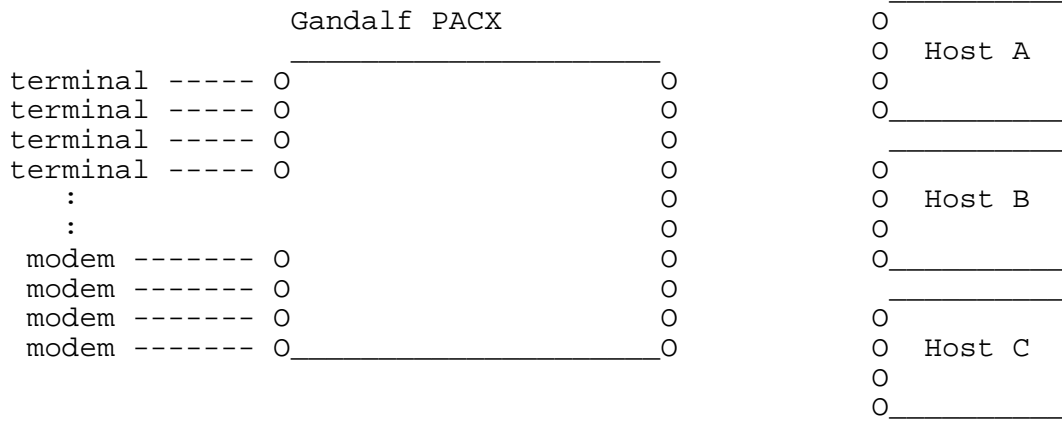 Gandalf PACX
Host A
terminal ----- O O O
terminal ----- O O O
terminal ----- O O
terminal ----- O O O
: O O Host B
: O O
modem ------- O O O
modem ------- O O
modem ------- O O O
modem ------- O O O Host C
O
O